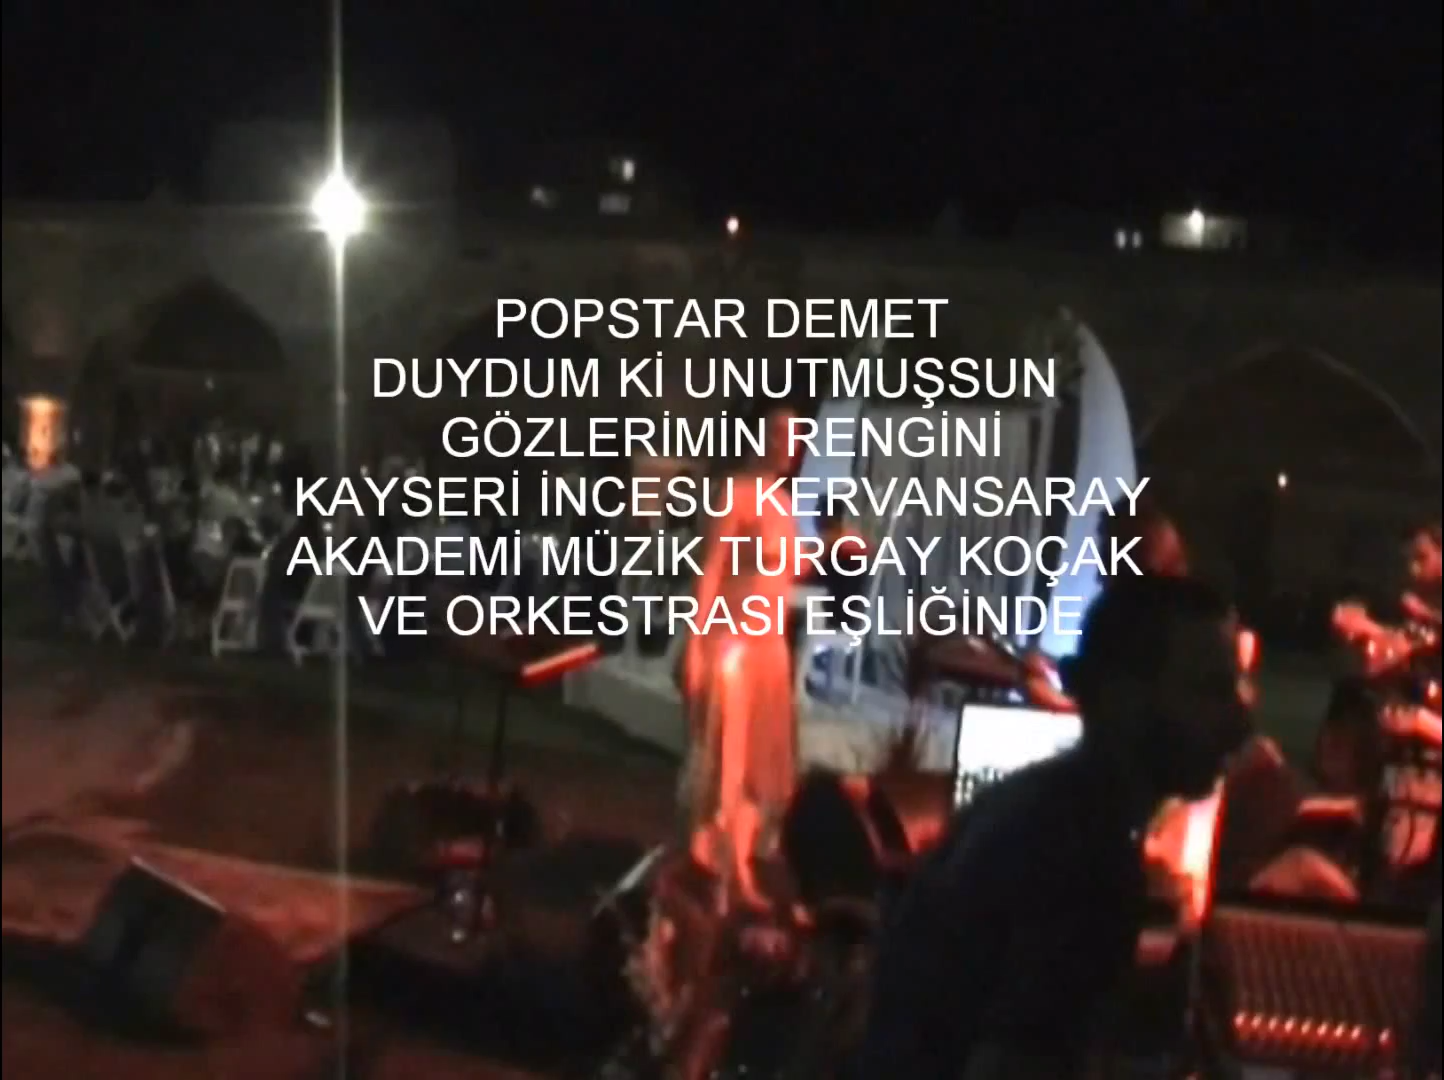 POPSTAR DEMET
DUYDUM Kİ UNUTMUŞSUN
GÖZLERİMİN RENGİNİ
KAYSERİ İNCESU KERVANSARAY
AKADEMİ MÜZİK TURGAY KOÇAK
VE ORKESTRASI EŞLİĞİNDE